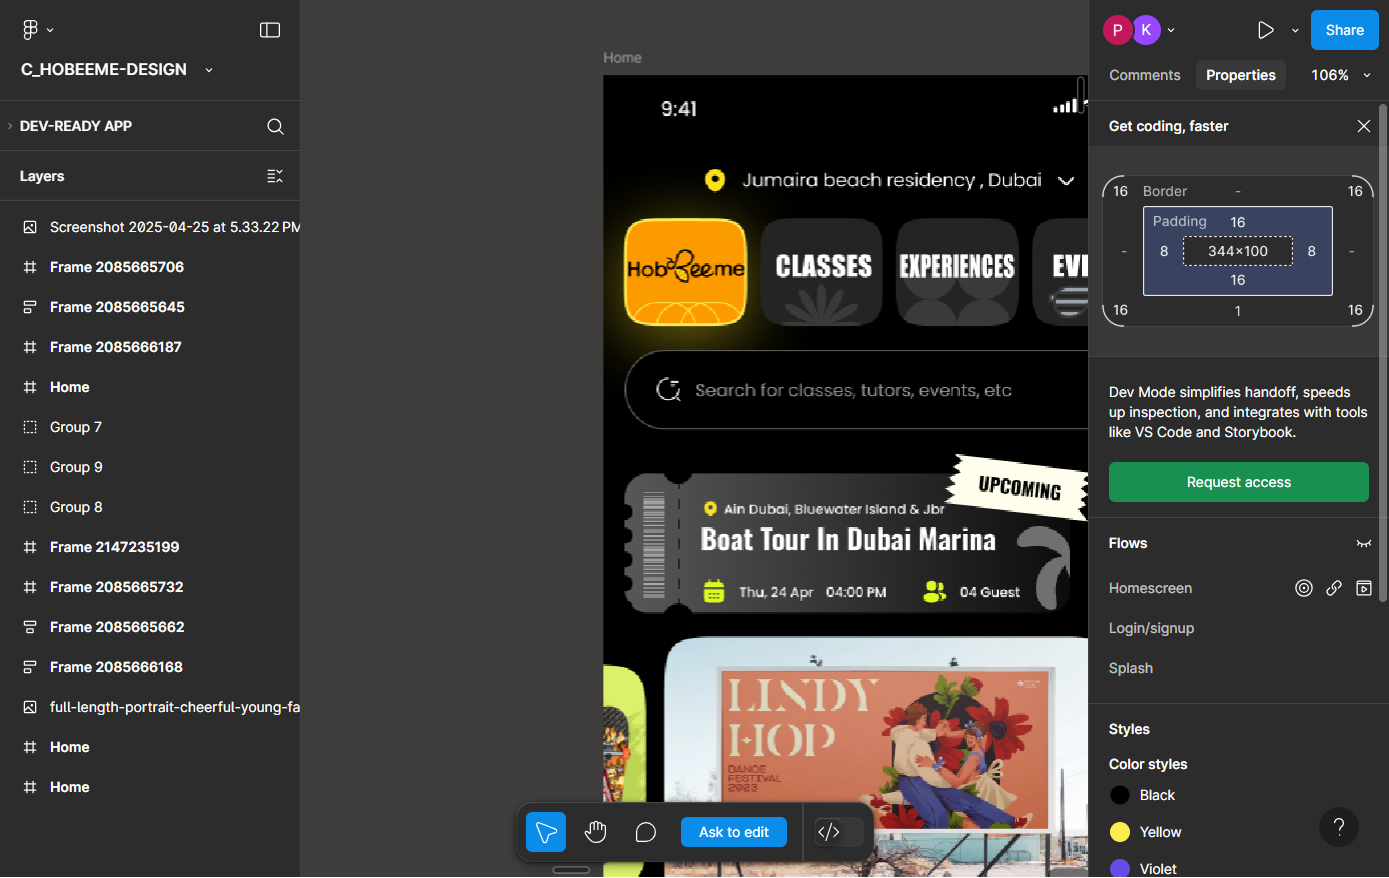 C_HOBEEME-DESIGN
DEV-READY APP
Layers
Screenshot 2025-04-25 at 5.33.22 PM
Frame 2085665706
Frame 2085665645
Frame 2085666187
Home
Group 7
Group 9
Group 8
Frame 2147235199
Frame 2085665732
Frame 2085665662
Frame 2085666168
full-length-portrait-cheerful-young-fa
Home
Home
Home
9:41
Jumaira beach residency , Dubai
HobBeeme
CLASSES
EXPERIENCES
EVE
Search for classes, tutors, events, etc
UPCOMING
Ain Dubai, Bluewater Island & Jbr
Boat Tour In Dubai Marina
Thu, 24 Apr 04:00 PM 04 Guest
LINDY
HOP
DANCE
FESTIVAL
2023
Ask to edit
P K
Share
Comments Properties 106%
Get coding, faster
16 Border - 16
Padding 16
- 8 344×100 8 -
16
16 1 16
Dev Mode simplifies handoff, speeds
up inspection, and integrates with tools
like VS Code and Storybook.
Request access
Flows
Homescreen
Login/signup
Splash
Styles
Color styles
Black
Yellow
Violet
?